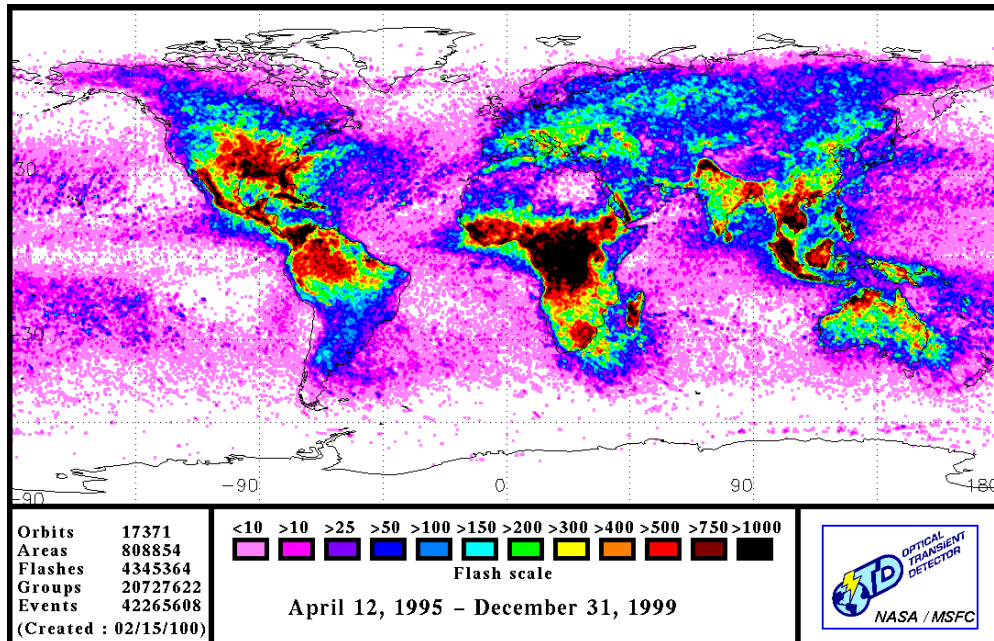 30
-30
-90
-90
0
90
180
Orbits 17371
Areas 808854
Flashes 4345364
Groups 20727622
Events 42265608
(Created : 02/15/100)
<10 >10 >25 >50 >100 >150 >200 >300 >400 >500 >750 >1000
Flash scale
April 12, 1995 – December 31, 1999
OTD
OPTICAL
TRANSIENT
DETECTOR
NASA / MSFC